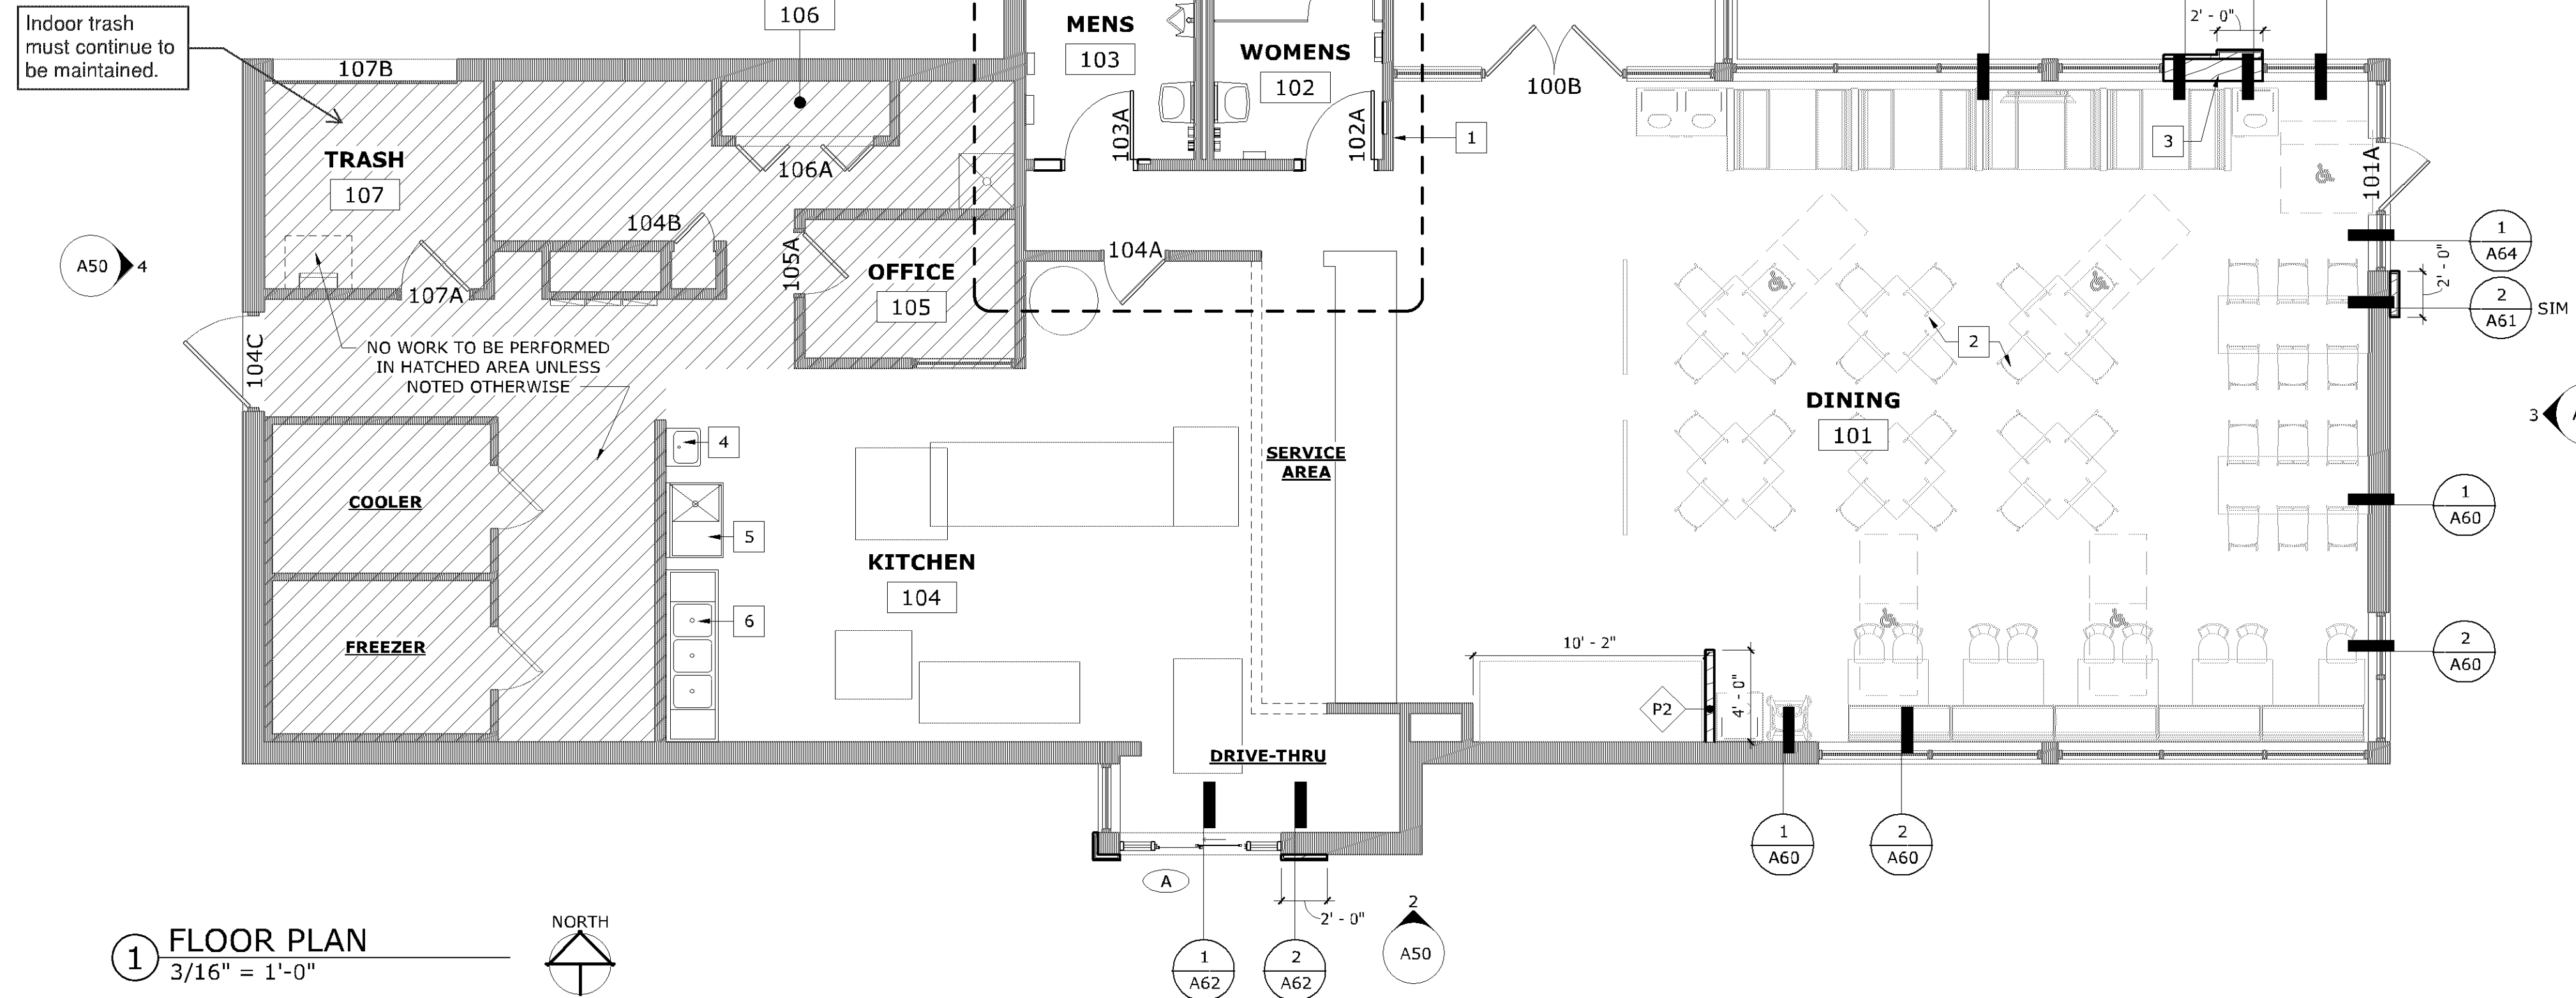 Indoor trash
must continue to
be maintained.
106
MENS
103
WOMENS
102
2' - 0"
107B
100B
103A
102A
1
3
TRASH
107
106A
101A
104B
A50
4
105A
OFFICE
105
104A
107A
1
A64
2' - 0"
2
A61
SIM
104C
NO WORK TO BE PERFORMED
IN HATCHED AREA UNLESS
NOTED OTHERWISE
2
DINING
101
3
4
SERVICE
AREA
COOLER
5
1
A60
KITCHEN
104
6
FREEZER
10' - 2"
2
A60
P2
4' - 0"
DRIVE-THRU
1
A60
2
A60
A
2' - 0"
2
A50
1
FLOOR PLAN
3/16" = 1'-0"
NORTH
1
A62
2
A62